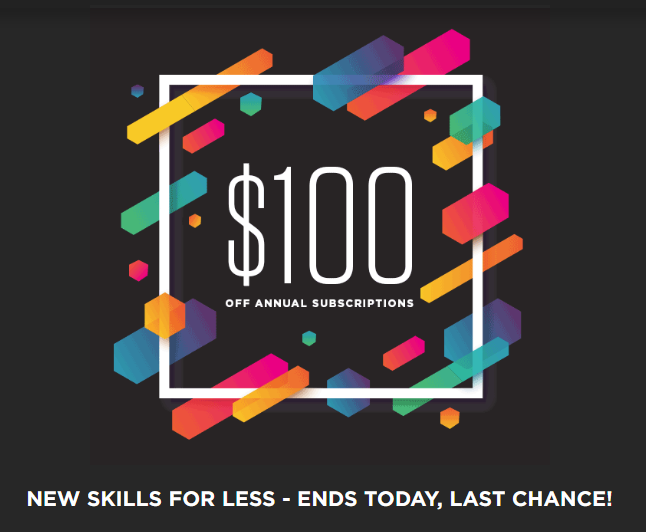 $100
OFF ANNUAL SUBSCRIPTIONS
NEW SKILLS FOR LESS - ENDS TODAY, LAST CHANCE!